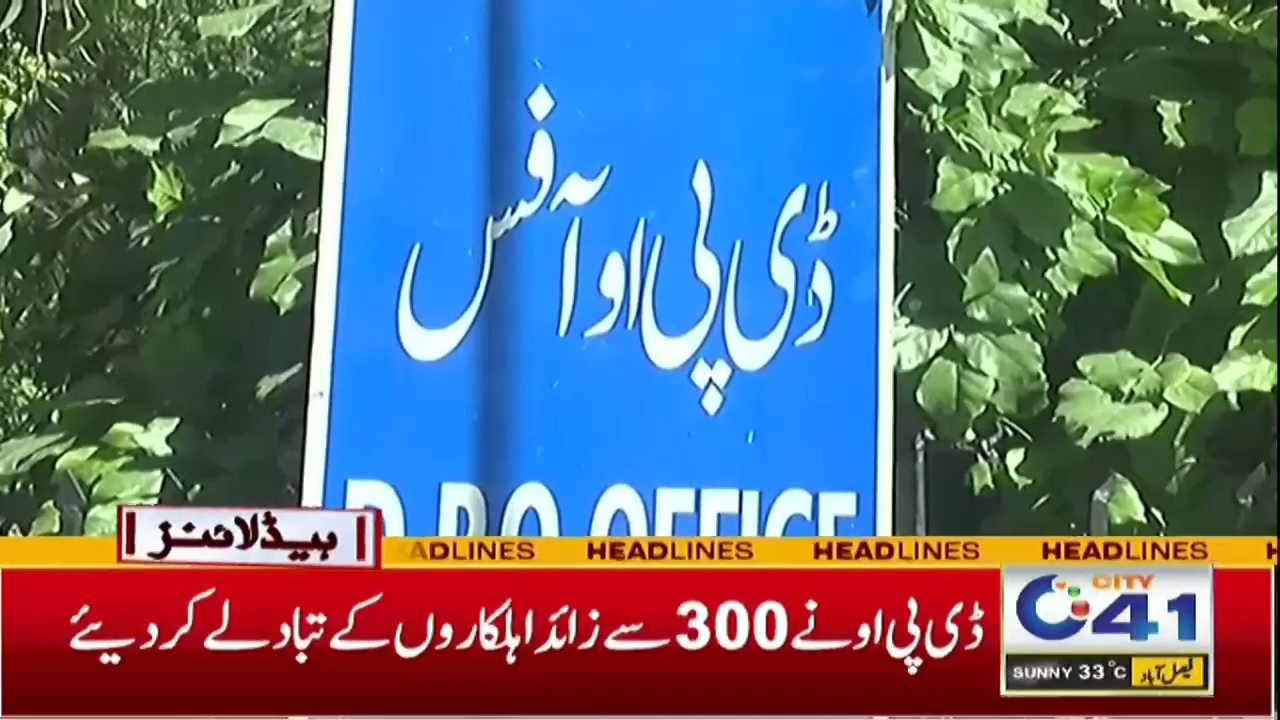 ڈی پی او آفس
D.P.O OFFICE
ہیڈلائنز
HEADLINES HEADLINES HEADLINES
ڈی پی او نے 300 سے زائد اہلکاروں کے تبادلے کر دیئے
CITY
41
SUNNY 33°C
فیصل آباد